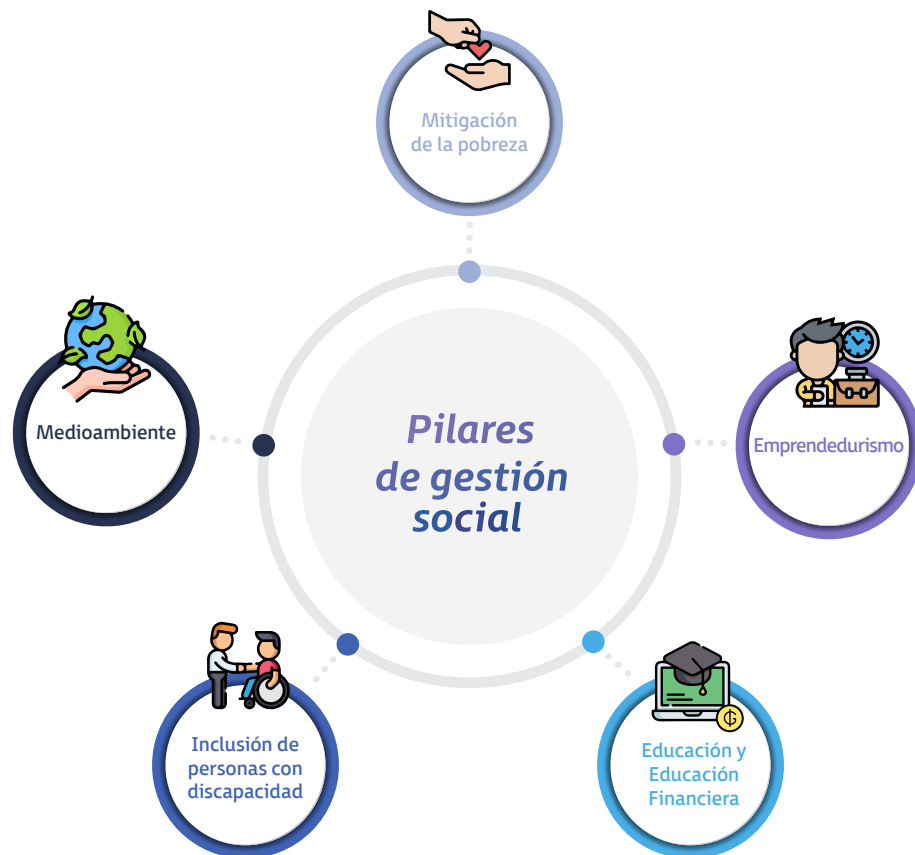 Mitigación
de la pobreza
Medioambiente
Pilares
de gestión
social
Emprendedurismo
Inclusión de
personas con
discapacidad
Educación y
Educación
Financiera
₲